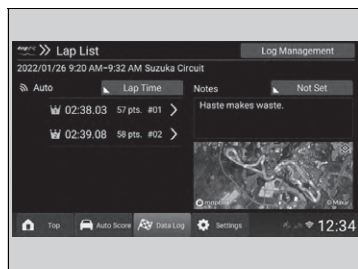 Lap List
Log Management
2022/01/26 9:20 AM-9:32 AM Suzuka Circuit
Auto
Lap Time
Notes
Not Set
02:38.03 57 pts. #01
02:39.08 58 pts. #02
Haste makes waste.
mapbox
Top
Auto Score
Data Log
Settings
12:34